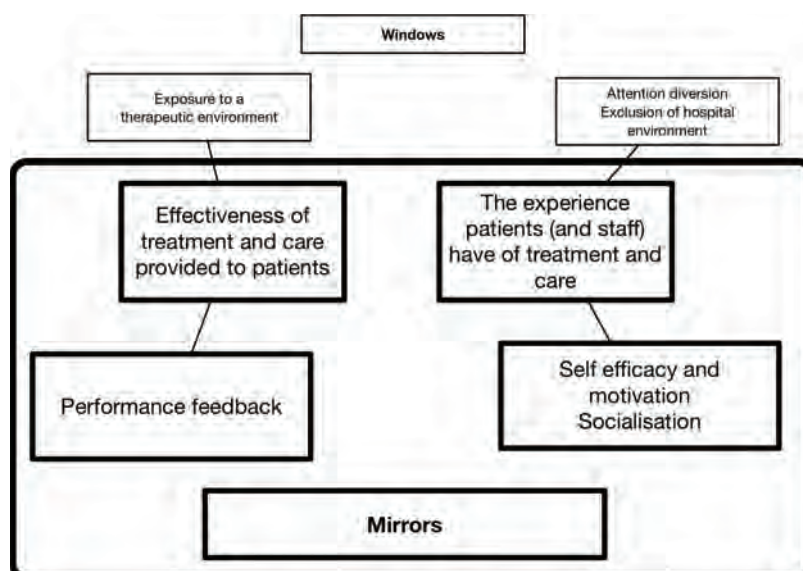 Windows
Exposure to a
therapeutic environment
Attention diversion
Exclusion of hospital
environment
Effectiveness of
treatment and care
provided to patients
The experience
patients (and staff)
have of treatment and
care
Performance feedback
Self efficacy and
motivation
Socialisation
Mirrors